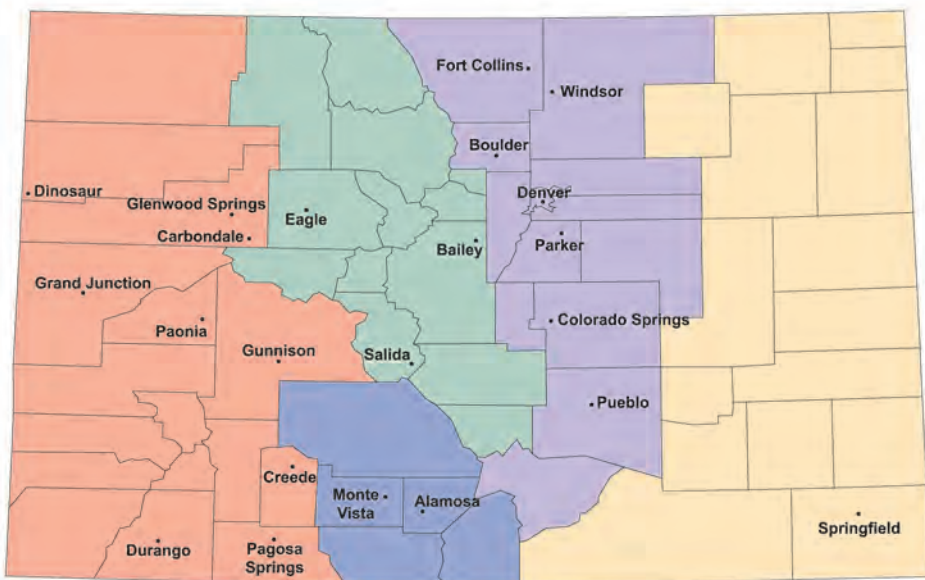 Fort Collins
Windsor
Boulder
Dinosaur
Denver
Glenwood Springs
Eagle
Carbondale
Bailey
Parker
Grand Junction
Colorado Springs
Paonia
Gunnison
Salida
Pueblo
Creede
Monte
Vista
Alamosa
Springfield
Durango
Pagosa
Springs